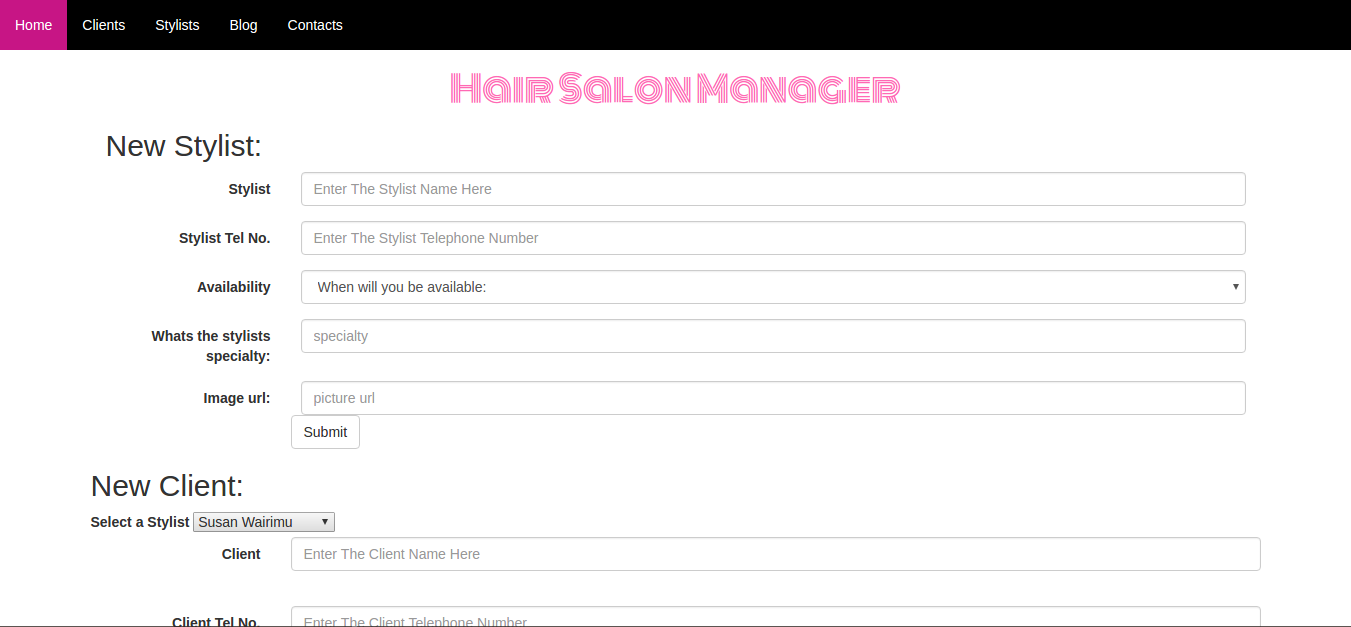 Home Clients Stylists Blog Contacts
Hair Salon Manager
New Stylist:
Stylist Enter The Stylist Name Here
Stylist Tel No. Enter The Stylist Telephone Number
Availability When will you be available:
Whats the stylists specialty
specialty:
Image url: picture url
Submit
New Client:
Select a Stylist Susan Wairimu
Client Enter The Client Name Here
Client Tel No. Enter The Client Telephone Number